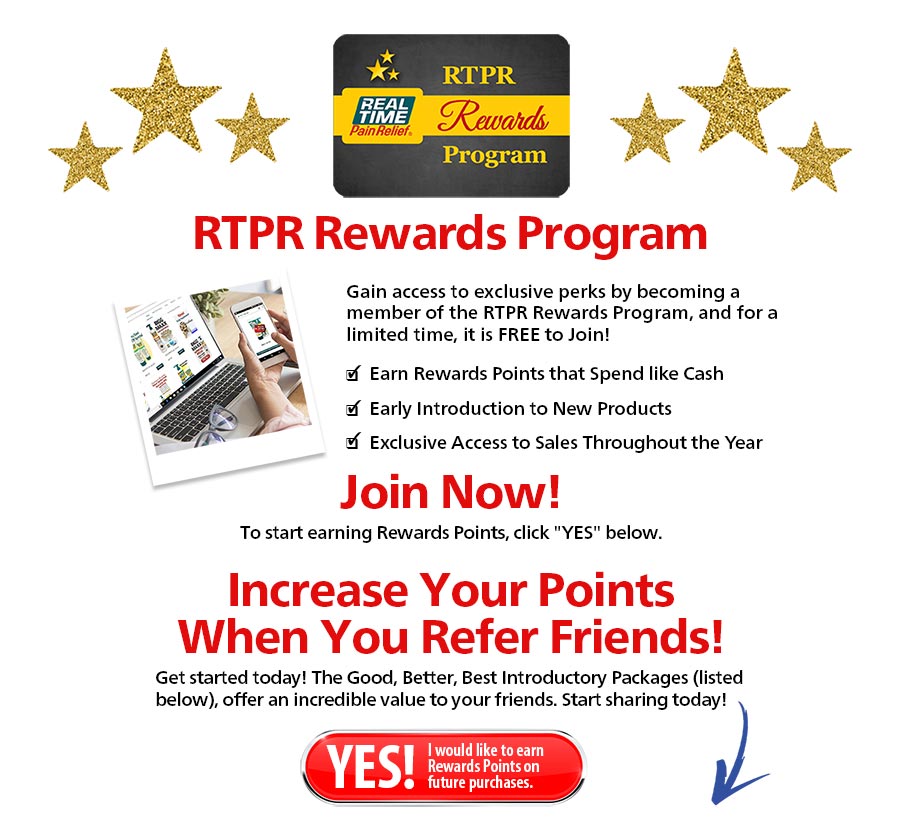 RTPR
REAL
TIME
Pain Relief®
Rewards
Program
RTPR Rewards Program
Gain access to exclusive perks by becoming a
member of the RTPR Rewards Program, and for a
limited time, it is FREE to Join!
Earn Rewards Points that Spend like Cash
Early Introduction to New Products
Exclusive Access to Sales Throughout the Year
Join Now!
To start earning Rewards Points, click "YES" below.
Increase Your Points
When You Refer Friends!
Get started today! The Good, Better, Best Introductory Packages (listed
below), offer an incredible value to your friends. Start sharing today!
YES!
I would like to earn
Rewards Points on
future purchases.